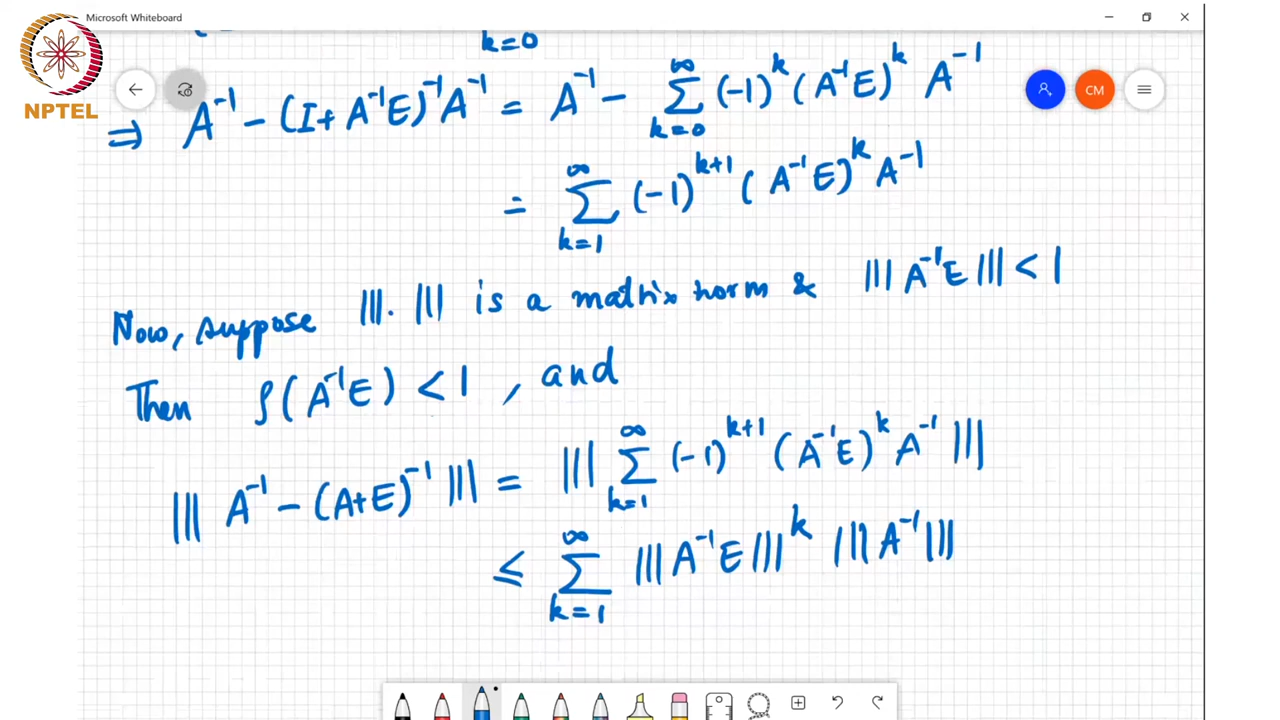 Microsoft Whiteboard
NPTEL
CM
k=0
⇒ A⁻¹ - (I + A⁻¹E)⁻¹A⁻¹ = A⁻¹ - ∑_{k=0}^{∞} (-1)^k (A⁻¹E)^k A⁻¹
= ∑_{k=1}^{∞} (-1)^{k+1} (A⁻¹E)^k A⁻¹
Now, suppose |||.||| is a matrix norm & |||A⁻¹E||| < 1
Then ρ(A⁻¹E) < 1, and
||| A⁻¹ - (A+E)⁻¹ ||| = ||| ∑_{k=1}^{∞} (-1)^{k+1} (A⁻¹E)^k A⁻¹ |||
≤ ∑_{k=1}^{∞} |||A⁻¹E|||^k |||A⁻¹|||